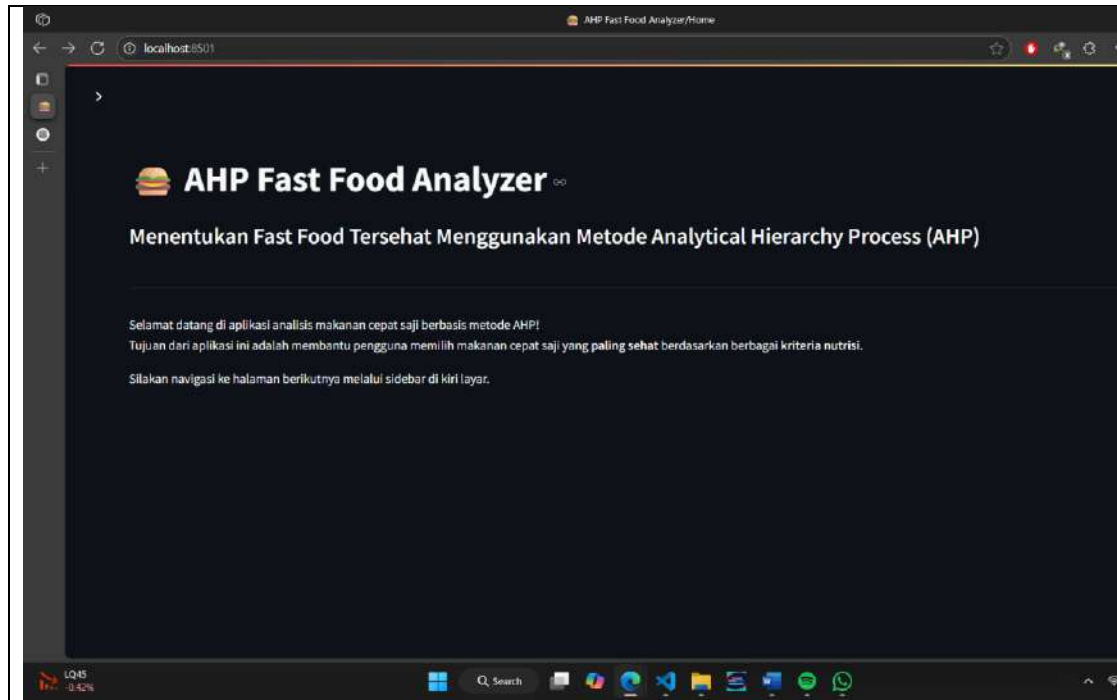 AHP Fast Food Analyzer/Home
localhost:8501
AHP Fast Food Analyzer
Menentukan Fast Food Tersehat Menggunakan Metode Analytical Hierarchy Process (AHP)
Selamat datang di aplikasi analisis makanan cepat saji berbasis metode AHP!
Tujuan dari aplikasi ini adalah membantu pengguna memilih makanan cepat saji yang paling sehat berdasarkan berbagai kriteria nutrisi.
Silakan navigasi ke halaman berikutnya melalui sidebar di kiri layar.
LQ45
-0.42%
Search